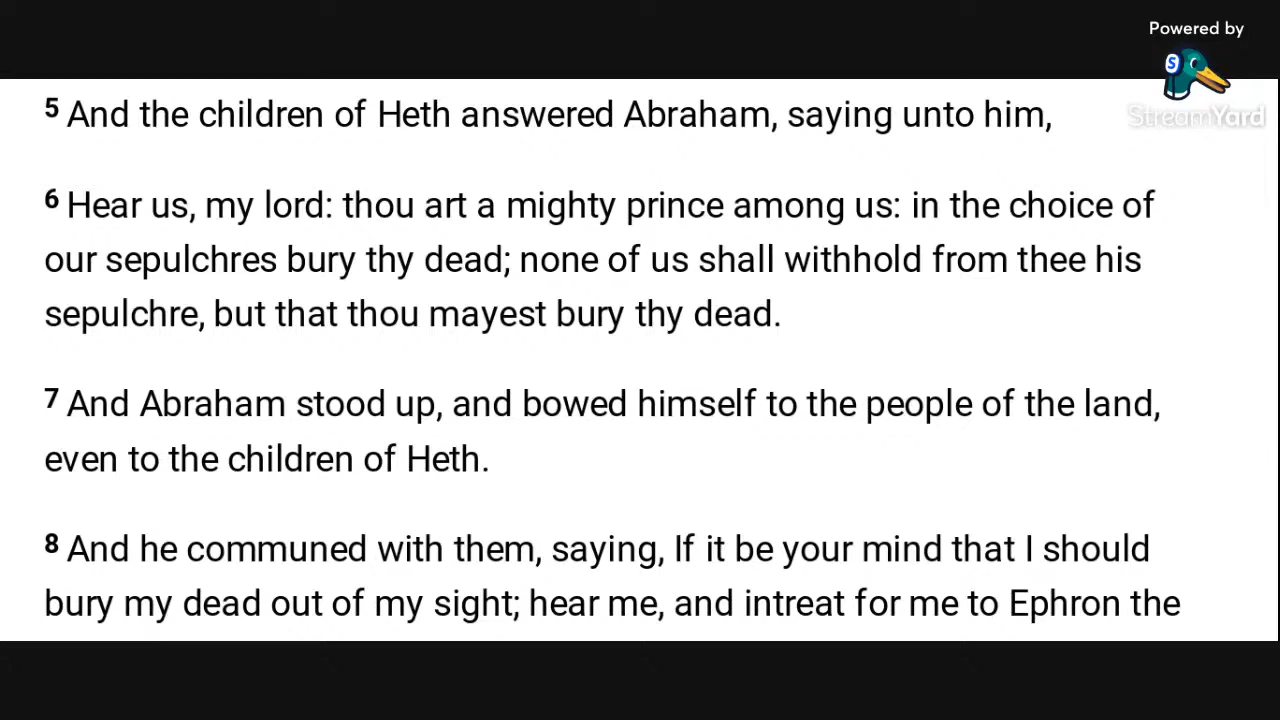 Powered by
StreamYard
5 And the children of Heth answered Abraham, saying unto him,
6 Hear us, my lord: thou art a mighty prince among us: in the choice of
our sepulchres bury thy dead; none of us shall withhold from thee his
sepulchre, but that thou mayest bury thy dead.
7 And Abraham stood up, and bowed himself to the people of the land,
even to the children of Heth.
8 And he communed with them, saying, If it be your mind that I should
bury my dead out of my sight; hear me, and intreat for me to Ephron the